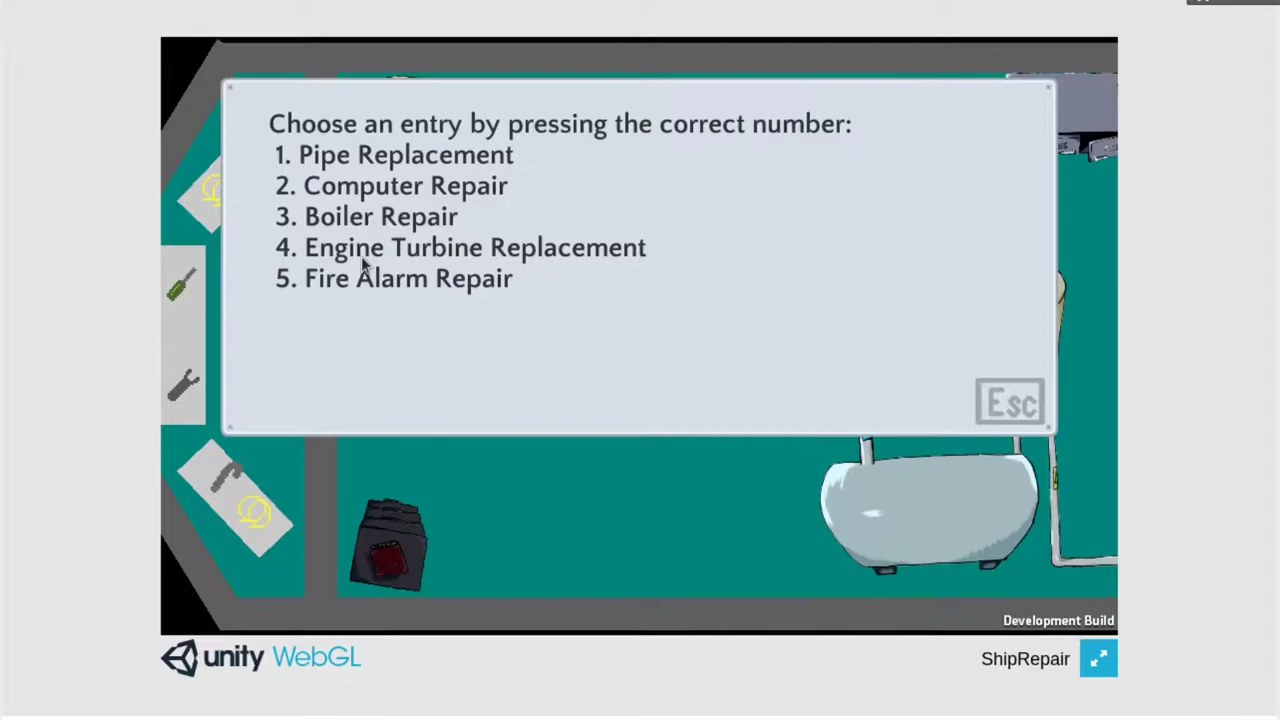 Choose an entry by pressing the correct number:
1. Pipe Replacement
2. Computer Repair
3. Boiler Repair
4. Engine Turbine Replacement
5. Fire Alarm Repair
Esc
Development Build
unity WebGL
ShipRepair